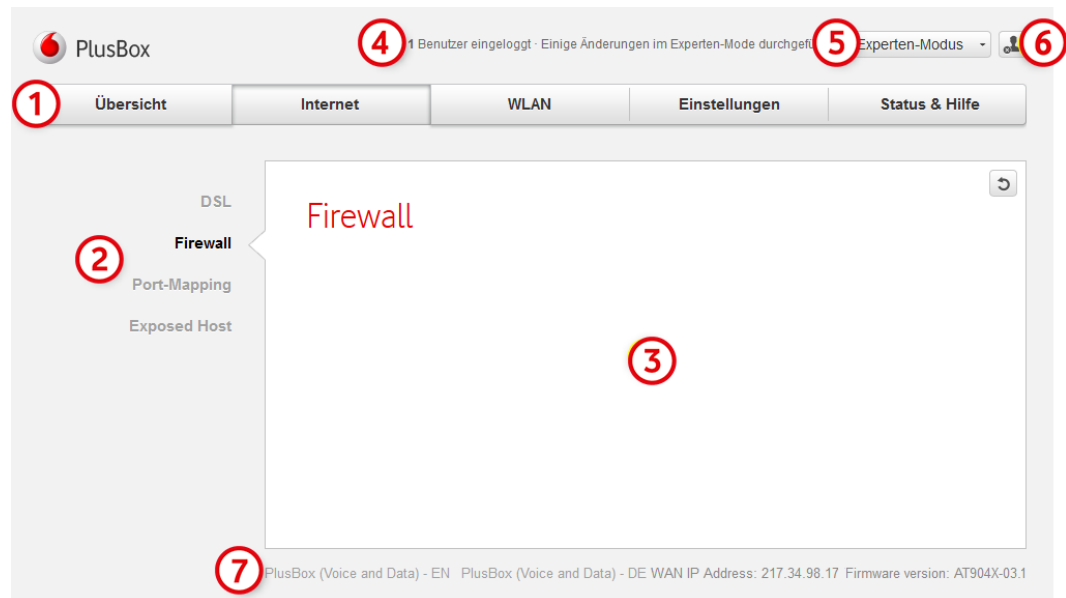 PlusBox
4
1 Benutzer eingeloggt · Einige Änderungen im Experten-Mode
5
Experten-Modus
6
1
Übersicht
Internet
WLAN
Einstellungen
Status & Hilfe
DSL
Firewall
2
Port-Mapping
Exposed Host
Firewall
3
7
PlusBox (Voice and Data) - EN PlusBox (Voice and Data) - DE WAN IP Address: 217.34.98.17 Firmware version: AT904X-03.1